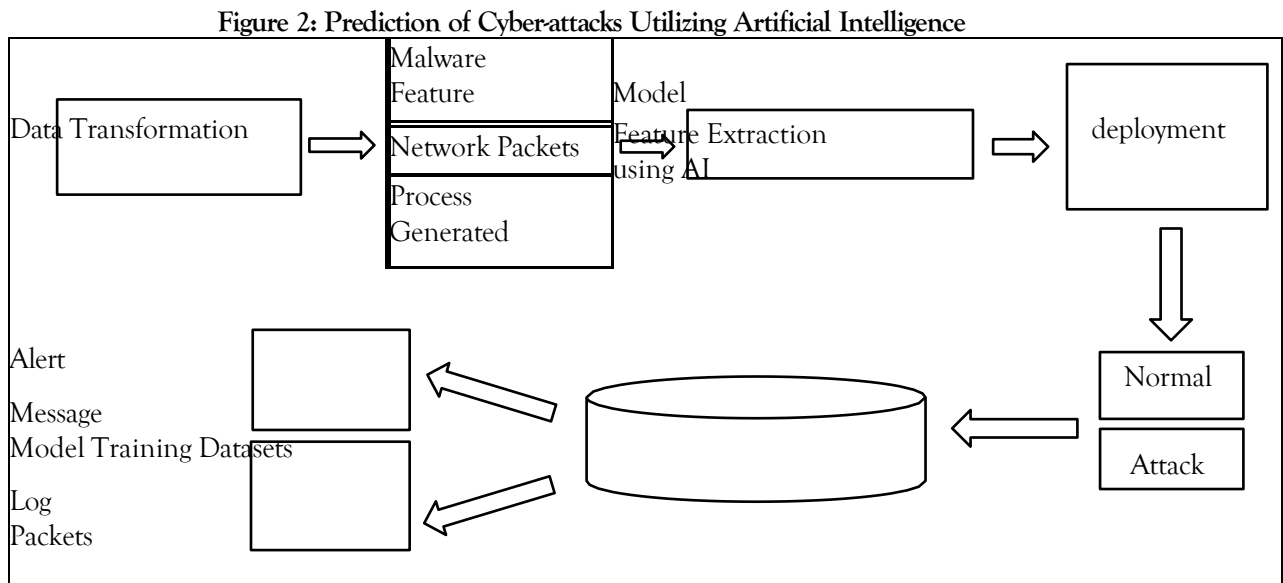 Figure 2: Prediction of Cyber-attacks Utilizing Artificial Intelligence
Data Transformation
Malware
Feature
Network Packets
Process
Generated
Model
Feature Extraction
using AI
deployment
Normal
Attack
Alert
Message
Model Training Datasets
Log
Packets